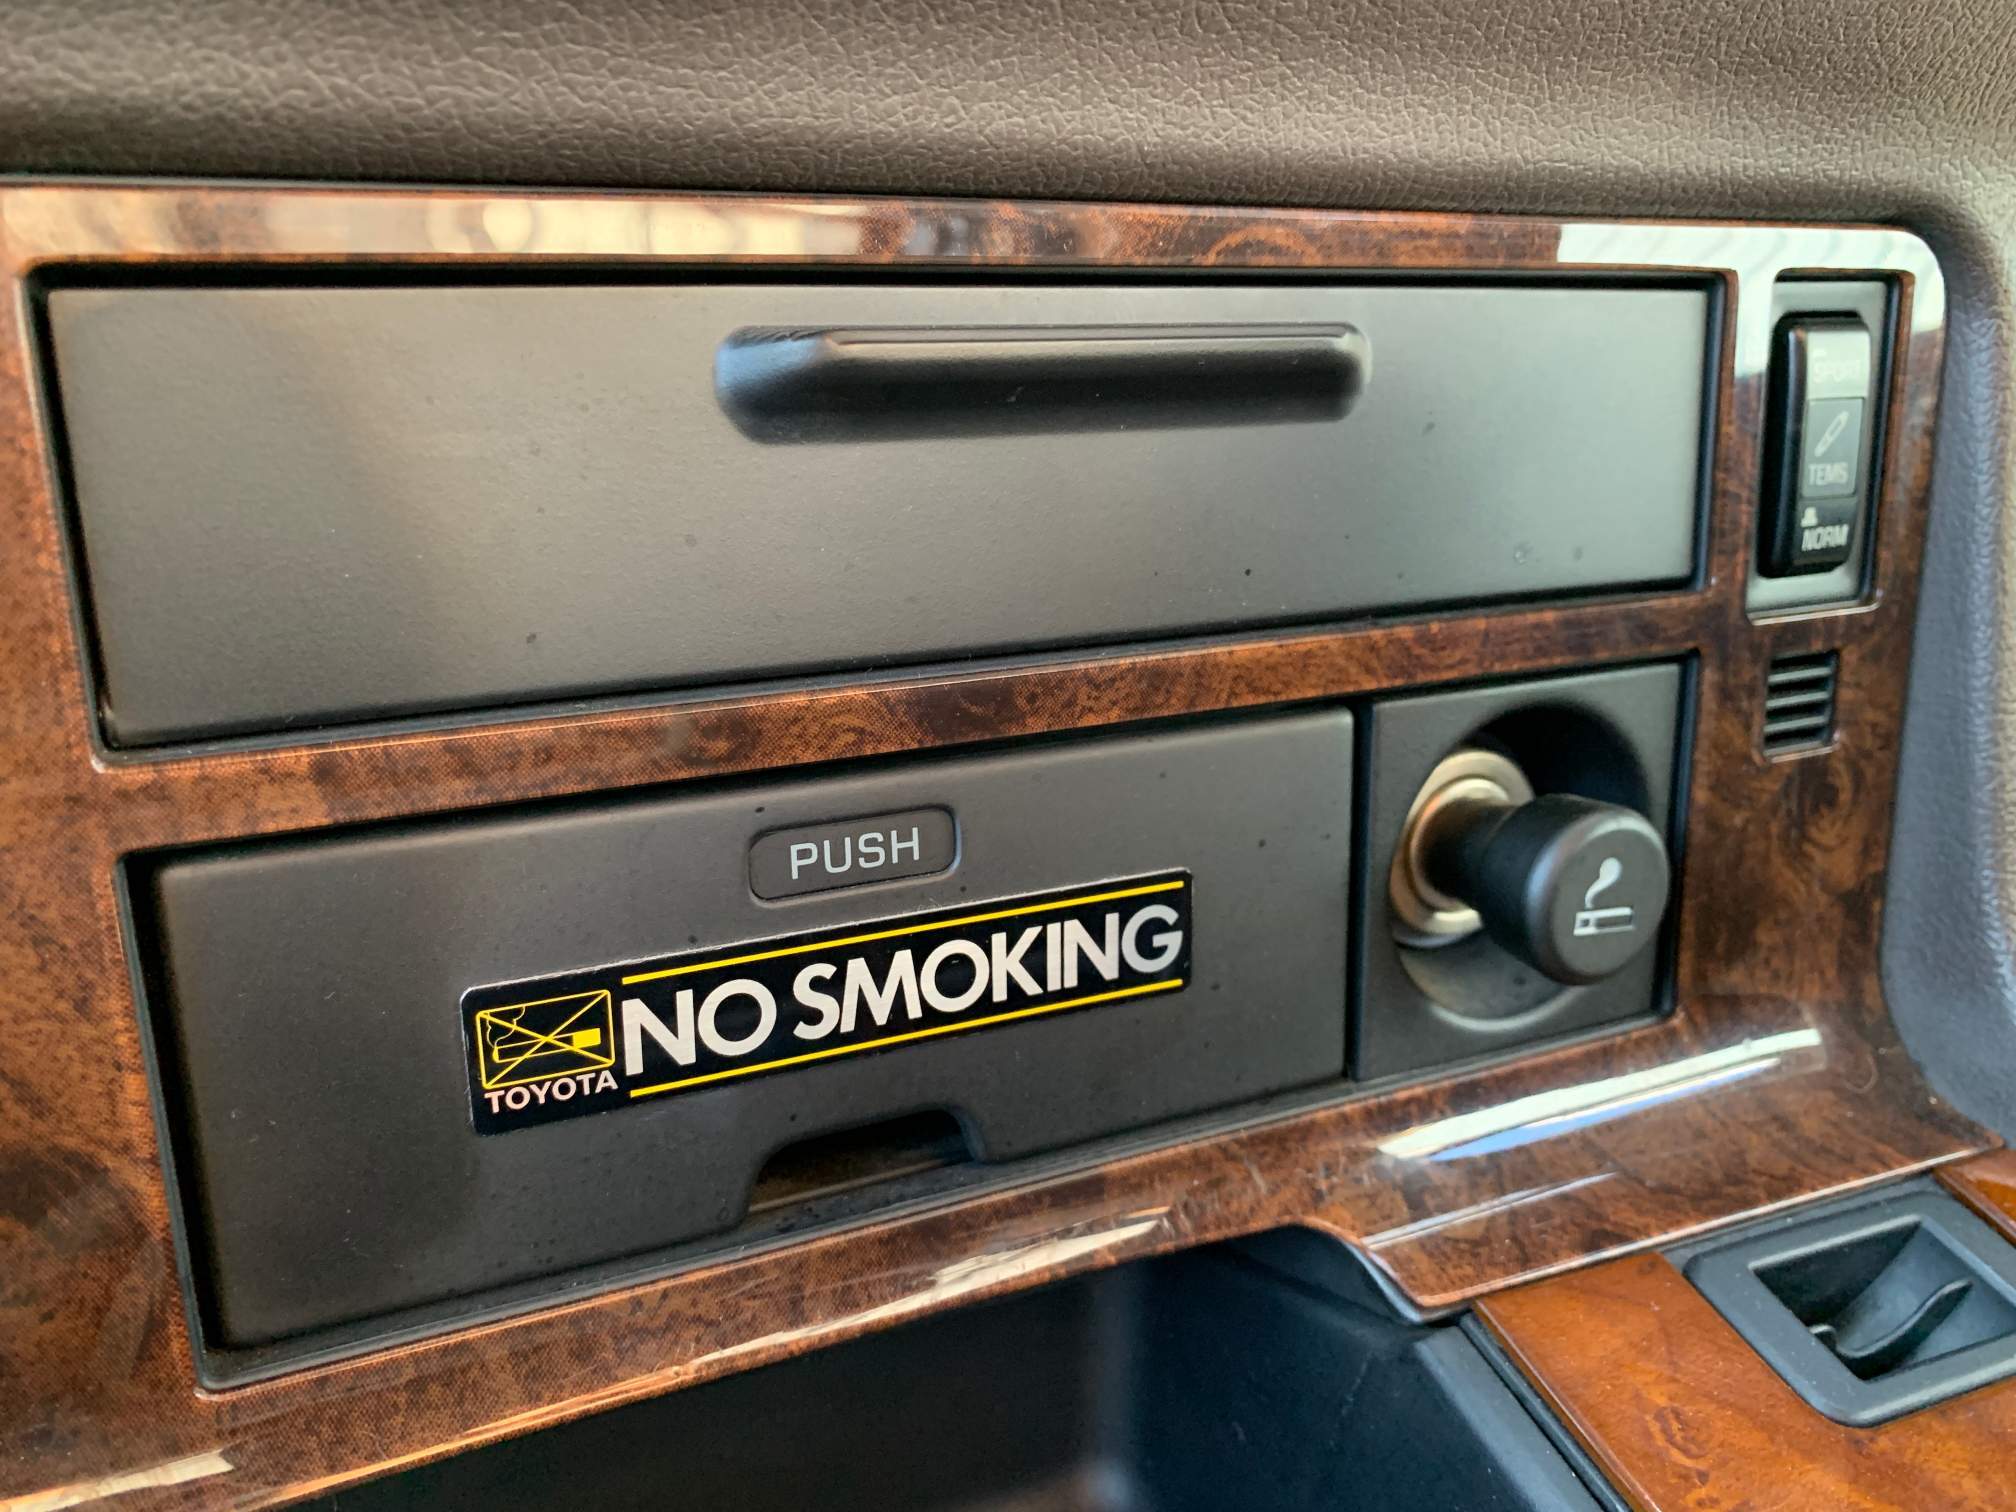 SPORT
TEMS
NORM
PUSH
NO SMOKING
TOYOTA